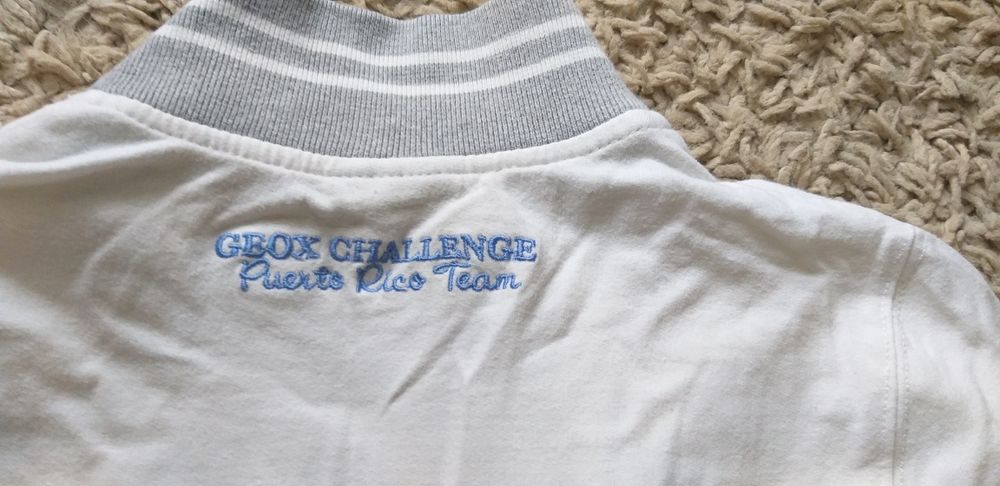 GEOX CHALLENGE
Puerto Rico Team